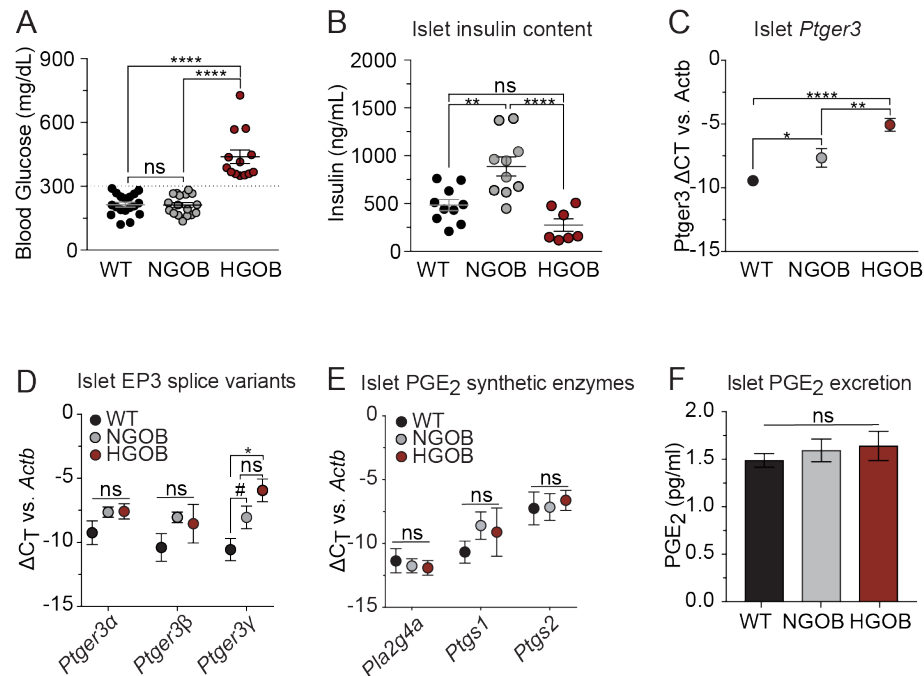 A
Blood Glucose (mg/dL)
900
600
300
0
****
****
ns
WT NGOB HGOB
B
Islet insulin content
Insulin (ng/mL)
2000
1500
1000
500
0
ns
** ****
WT NGOB HGOB
C
Islet Ptger3
Ptger3 ΔCT vs. Actb
0
-5
-10
-15
****
**
*
WT NGOB HGOB
D
Islet EP3 splice variants
ΔCT vs. Actb
0
-5
-10
-15
WT
NGOB
HGOB
ns
ns
*
ns
#
Ptger3α
Ptger3β
Ptger3γ
E
Islet PGE2 synthetic enzymes
ΔCT vs. Actb
0
-5
-10
-15
WT
NGOB
HGOB
ns
ns
ns
Pla2g4a
Ptgs1
Ptgs2
F
Islet PGE2 excretion
PGE2 (pg/ml)
2.0
1.5
1.0
0.5
0.0
ns
WT NGOB HGOB